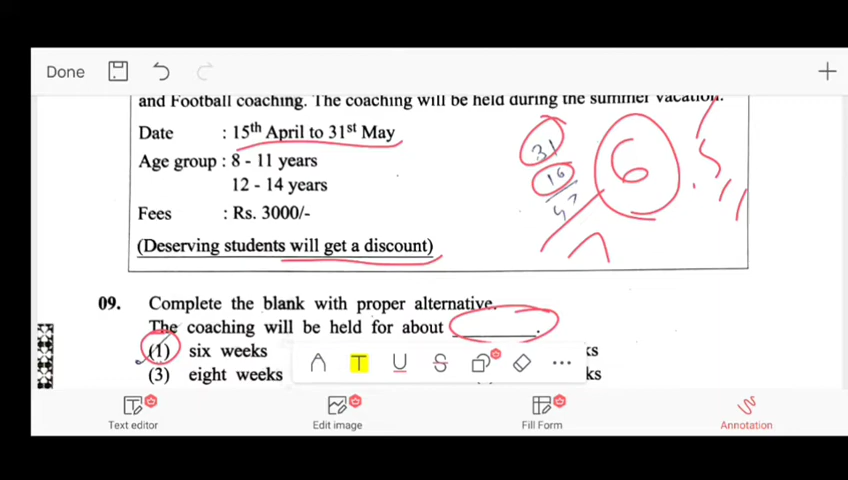 Done
and Football coaching. The coaching will be held during the summer vacation.
Date : 15th April to 31st May
Age group : 8 - 11 years
12 - 14 years
Fees : Rs. 3000/-
(Deserving students will get a discount)
31
16
47
6
7
09. Complete the blank with proper alternative.
The coaching will be held for about ________.
(1) six weeks
(3) eight weeks
Text editor Edit image Fill Form Annotation